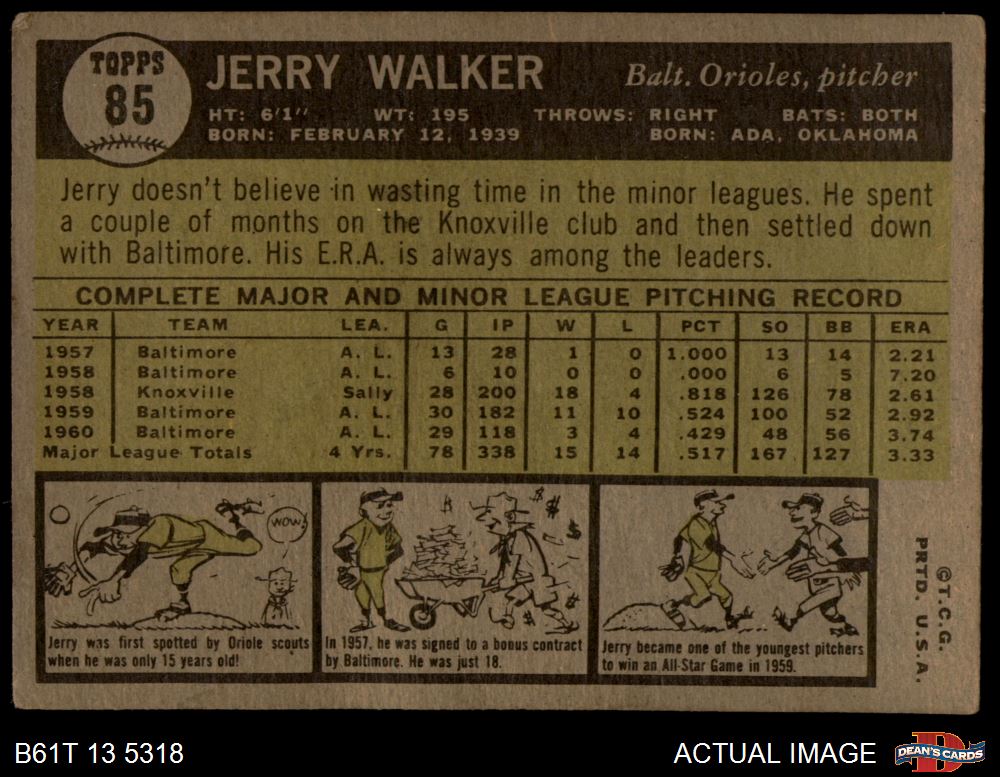 TOPPS
85
JERRY WALKER
Balt. Orioles, pitcher
HT: 6'1" WT: 195 THROWS: RIGHT BATS: BOTH
BORN: FEBRUARY 12, 1939 BORN: ADA, OKLAHOMA
Jerry doesn't believe in wasting time in the minor leagues. He spent
a couple of months on the Knoxville club and then settled down
with Baltimore. His E.R.A. is always among the leaders.
COMPLETE MAJOR AND MINOR LEAGUE PITCHING RECORD
YEAR TEAM LEA. G IP W L PCT SO BB ERA
1957 Baltimore A. L. 13 28 1 0 1.000 13 14 2.21
1958 Baltimore A. L. 6 10 0 0 .000 6 5 7.20
1958 Knoxville Sally 28 200 18 4 .818 126 78 2.61
1959 Baltimore A. L. 30 182 11 10 .524 100 52 2.92
1960 Baltimore A. L. 29 118 3 4 .429 48 56 3.74
Major League Totals 4 Yrs. 78 338 15 14 .517 167 127 3.33
WOW!
Jerry was first spotted by Oriole scouts
when he was only 15 years old!
$ $ $ $ $ $
In 1957, he was signed to a bonus contract
by Baltimore. He was just 18.
Jerry became one of the youngest pitchers
to win an All-Star Game in 1959.
©T.C.G.
PRTD. U.S.A.
B61T 13 5318
ACTUAL IMAGE
D
DEAN'S CARDS